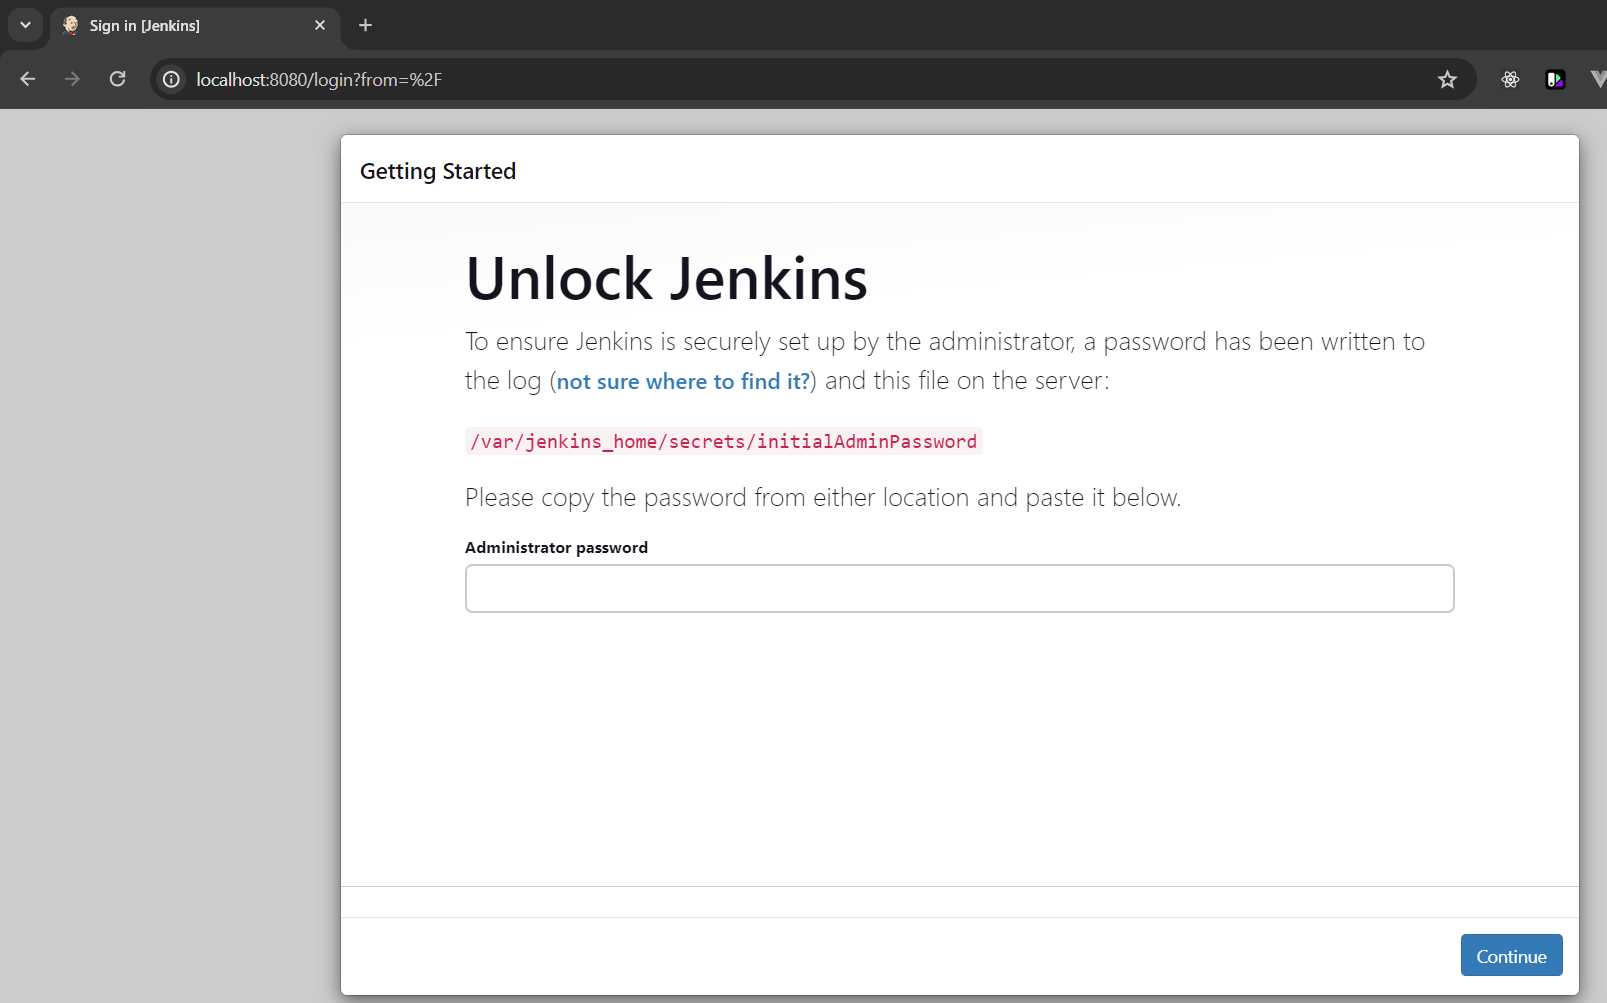 Sign in [Jenkins]
localhost:8080/login?from=%2F
Getting Started
Unlock Jenkins
To ensure Jenkins is securely set up by the administrator, a password has been written to
the log (not sure where to find it?) and this file on the server:
/var/jenkins_home/secrets/initialAdminPassword
Please copy the password from either location and paste it below.
Administrator password
Continue